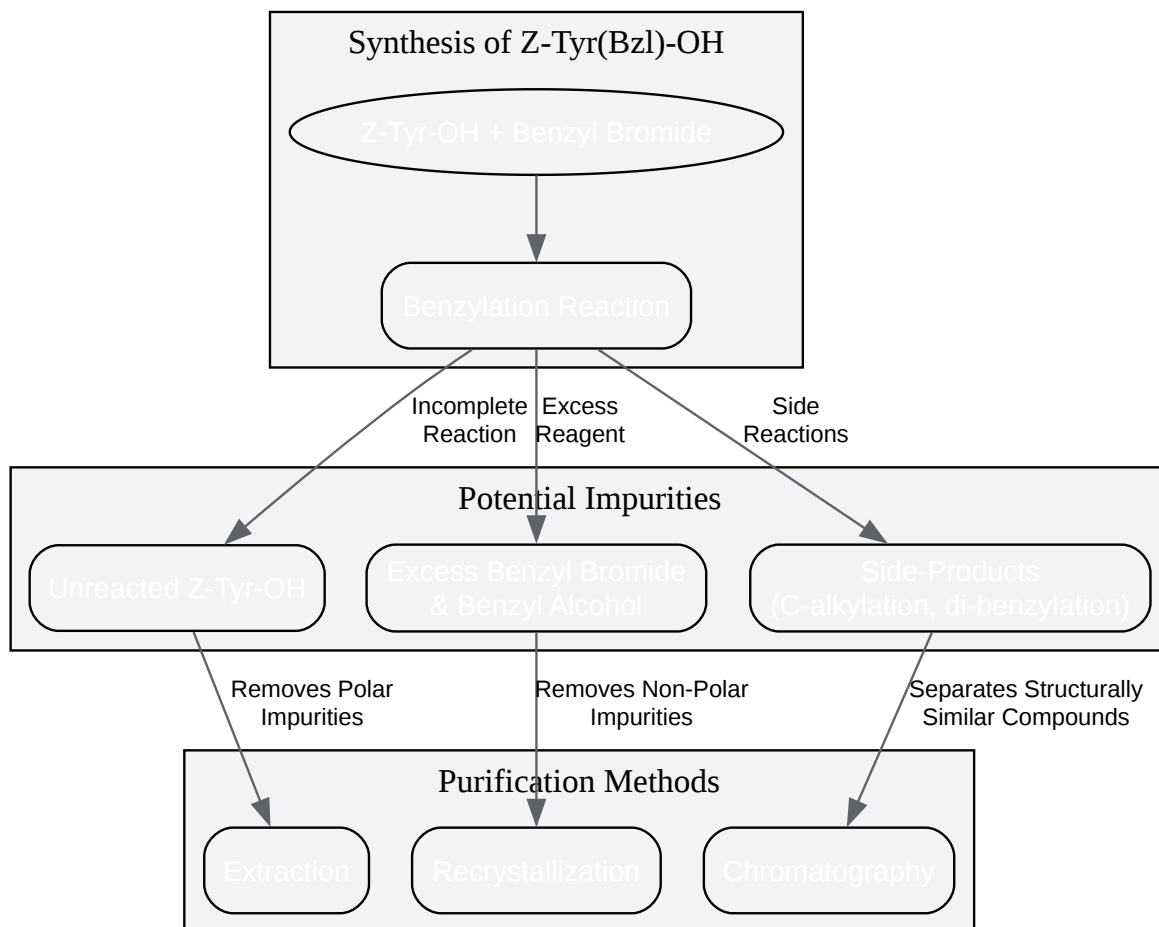 Synthesis of Z-Tyr(Bzl)-OH
Z-Tyr-OH + Benzyl Bromide
Benzylation Reaction
Incomplete
Reaction
Excess
Reagent
Side
Reactions
Potential Impurities
Unreacted Z-Tyr-OH
Excess Benzyl Bromide
& Benzyl Alcohol
Side-Products
(C-alkylation, di-benzylation)
Removes Polar
Impurities
Removes Non-Polar
Impurities
Separates Structurally
Similar Compounds
Purification Methods
Extraction
Recrystallization
Chromatography